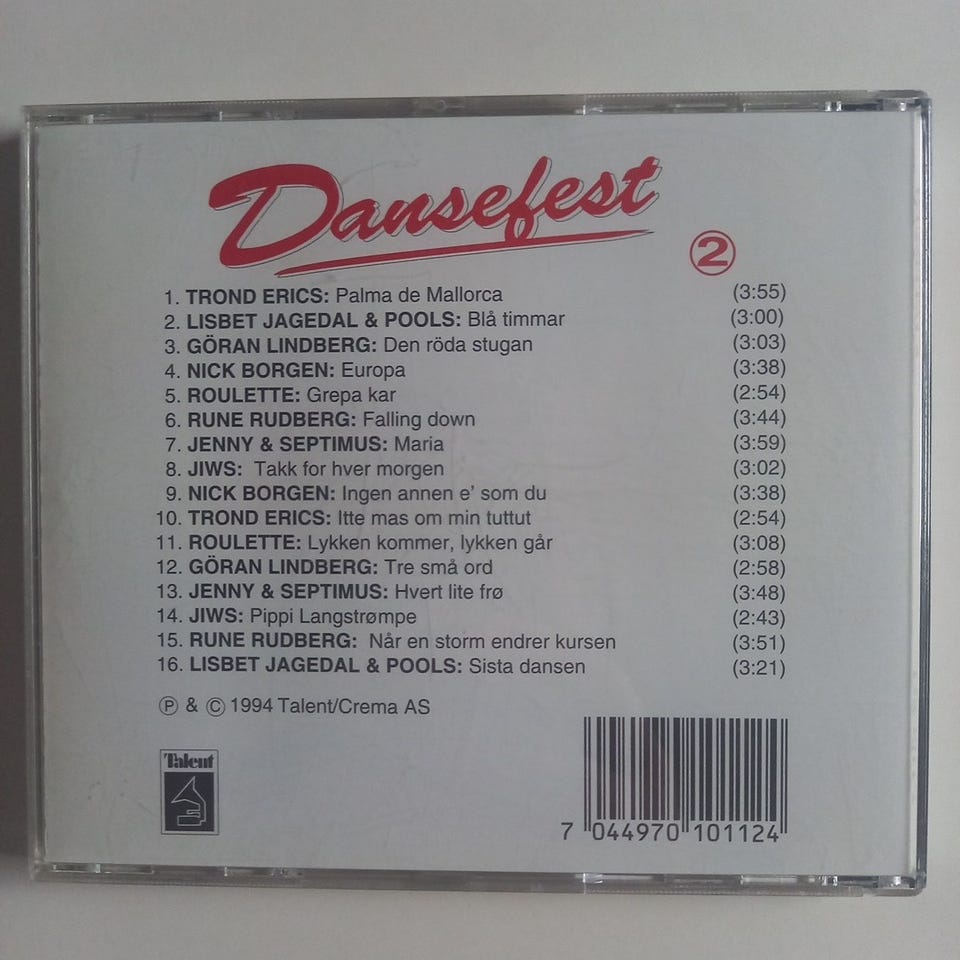 Dansefest
2
1. TROND ERICS: Palma de Mallorca (3:55)
2. LISBET JAGEDAL & POOLS: Blå timmar (3:00)
3. GÖRAN LINDBERG: Den röda stugan (3:03)
4. NICK BORGEN: Europa (3:38)
5. ROULETTE: Grepa kar (2:54)
6. RUNE RUDBERG: Falling down (3:44)
7. JENNY & SEPTIMUS: Maria (3:59)
8. JIWS: Takk for hver morgen (3:02)
9. NICK BORGEN: Ingen annen e' som du (3:38)
10. TROND ERICS: Itte mas om min tuttut (2:54)
11. ROULETTE: Lykken kommer, lykken går (3:08)
12. GÖRAN LINDBERG: Tre små ord (2:58)
13. JENNY & SEPTIMUS: Hvert lite frø (3:48)
14. JIWS: Pippi Langstrømpe (2:43)
15. RUNE RUDBERG: Når en storm endrer kursen (3:51)
16. LISBET JAGEDAL & POOLS: Sista dansen (3:21)
℗ & © 1994 Talent/Crema AS
Talent
7 044970 101124